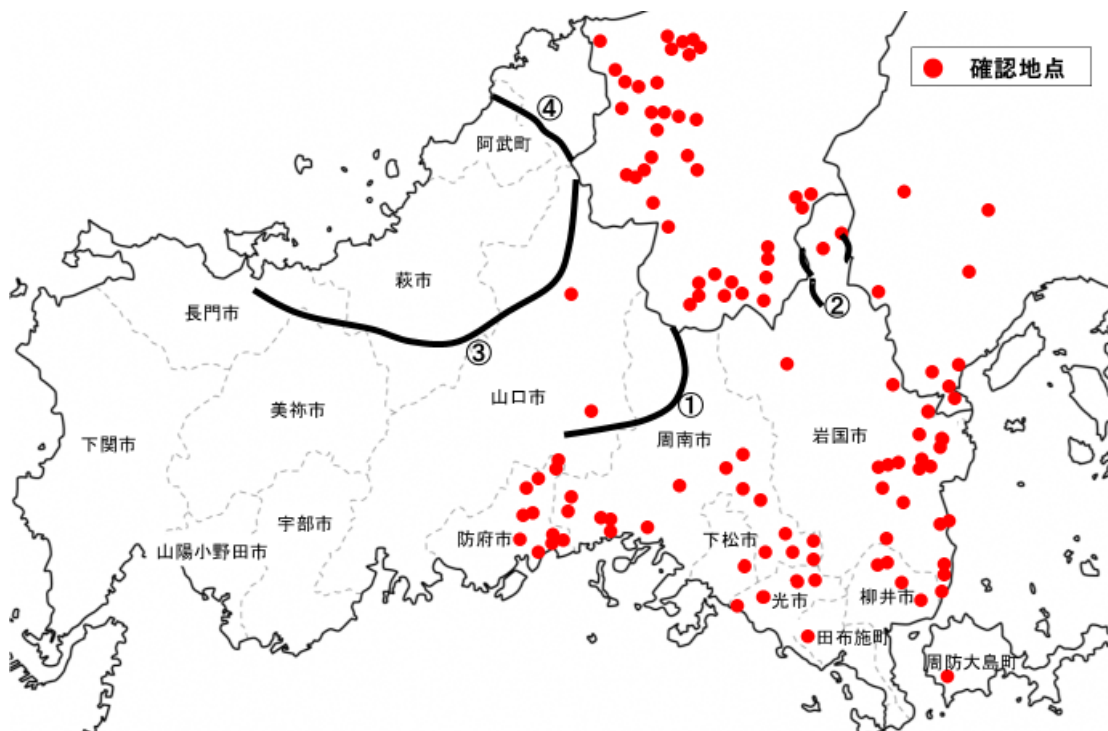 確認地点
④
阿武町
萩市
②
長門市
③
山口市
①
美祢市
周南市
岩国市
下関市
宇部市
防府市
下松市
山陽小野田市
光市
柳井市
田布施町
周防大島町